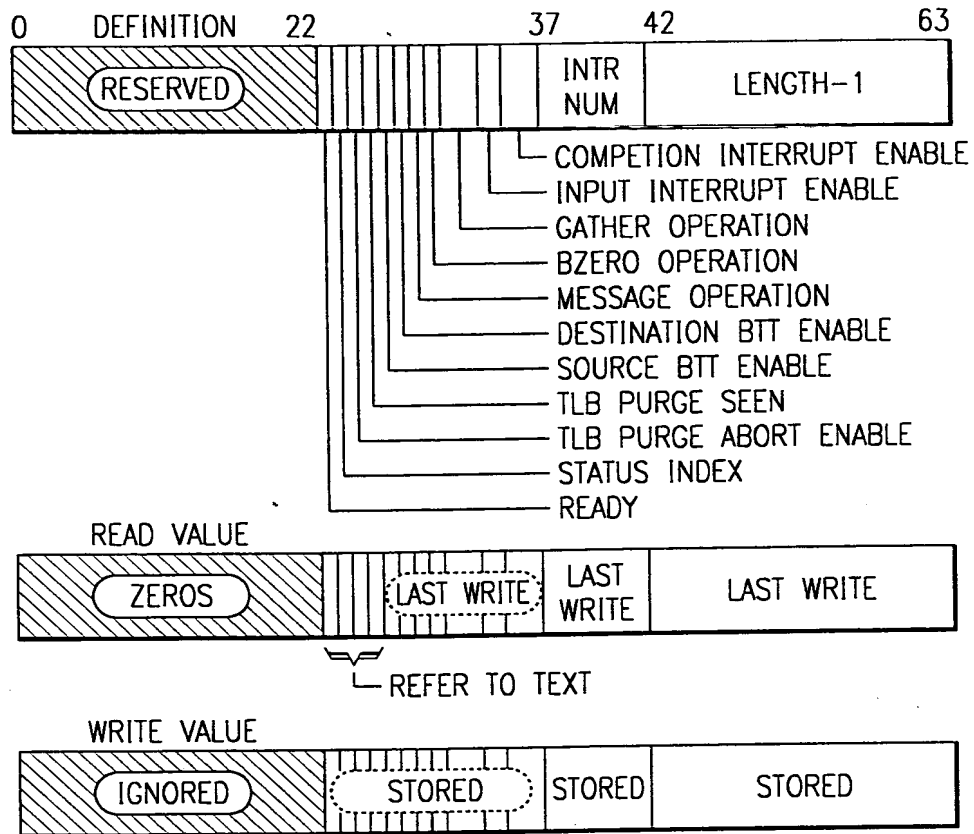 0 DEFINITION 22 37 42 63
RESERVED INTR NUM LENGTH-1
COMPETION INTERRUPT ENABLE
INPUT INTERRUPT ENABLE
GATHER OPERATION
BZERO OPERATION
MESSAGE OPERATION
DESTINATION BTT ENABLE
SOURCE BTT ENABLE
TLB PURGE SEEN
TLB PURGE ABORT ENABLE
STATUS INDEX
READY
READ VALUE
ZEROS LAST WRITE LAST WRITE LAST WRITE
REFER TO TEXT
WRITE VALUE
IGNORED STORED STORED STORED